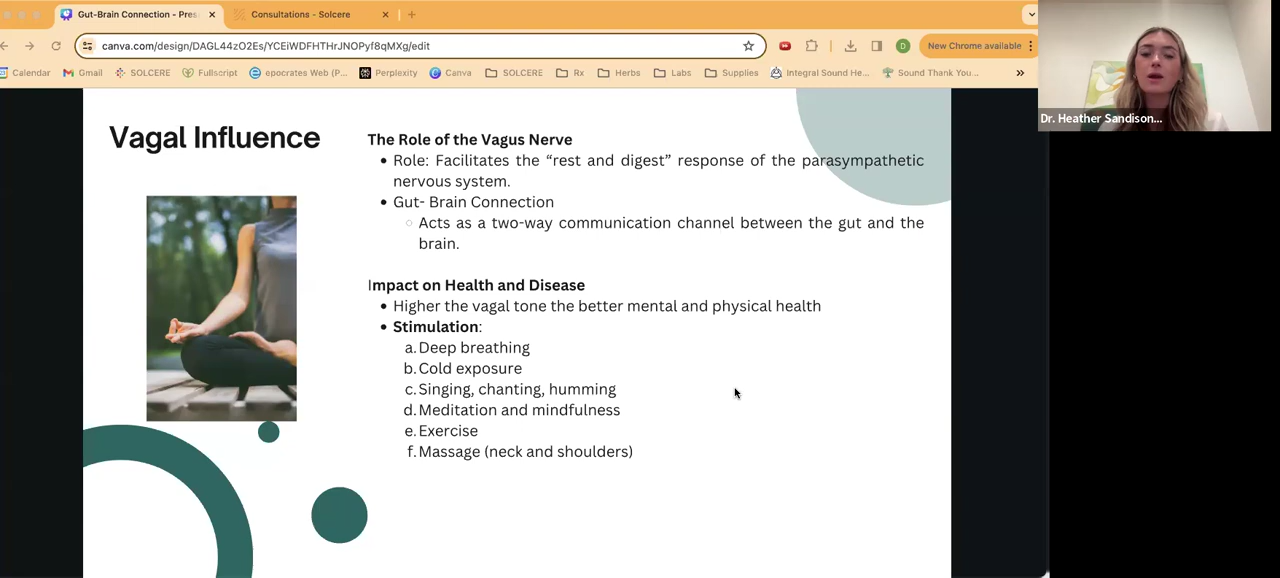 Gut-Brain Connection - Pres
Consultations - Solcere
canva.com/design/DAGL44zO2Es/YCEiWDFHTHrJNOPyf8qMXg/edit
D
New Chrome available
Calendar
Gmail
SOLCERE
Fullscript
epocrates Web (P...
Perplexity
Canva
SOLCERE
Rx
Herbs
Labs
Supplies
Integral Sound He...
Sound Thank You...
»
Dr. Heather Sandison...
Vagal Influence
The Role of the Vagus Nerve
• Role: Facilitates the “rest and digest” response of the parasympathetic
nervous system.
• Gut- Brain Connection
○ Acts as a two-way communication channel between the gut and the
brain.
Impact on Health and Disease
• Higher the vagal tone the better mental and physical health
• Stimulation:
a. Deep breathing
b. Cold exposure
c. Singing, chanting, humming
d. Meditation and mindfulness
e. Exercise
f. Massage (neck and shoulders)